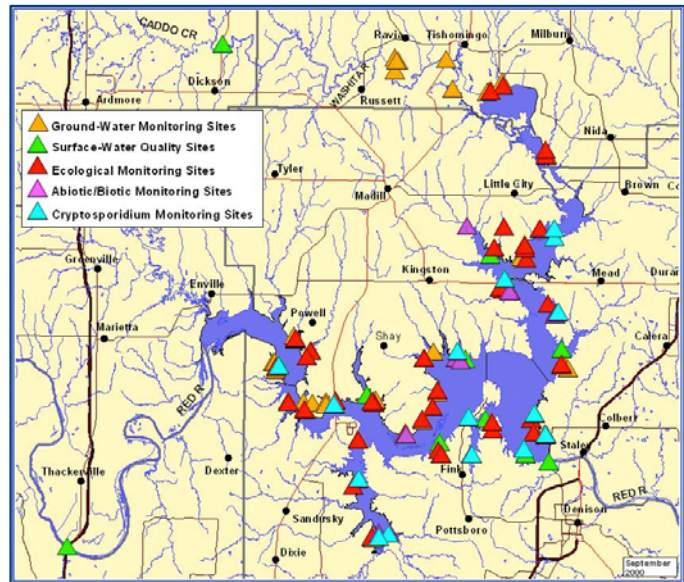 CADDO CR
Ravia
Tishomingo
Milburn
Dickson
WASHITA R
Russett
Ardmore
Ground-Water Monitoring Sites
Surface-Water Quality Sites
Ecological Monitoring Sites
Abiotic/Biotic Monitoring Sites
Cryptosporidium Monitoring Sites
Nida
Tyler
Madill
Little City
Brown
Greenville
Kingston
Mead
Enville
Powell
Marietta
Shay
Calera
RED R
Colbert
Thackerville
Dexter
Fink
RED R
Sandusky
Pottsboro
Denison
Dixie
September
2000